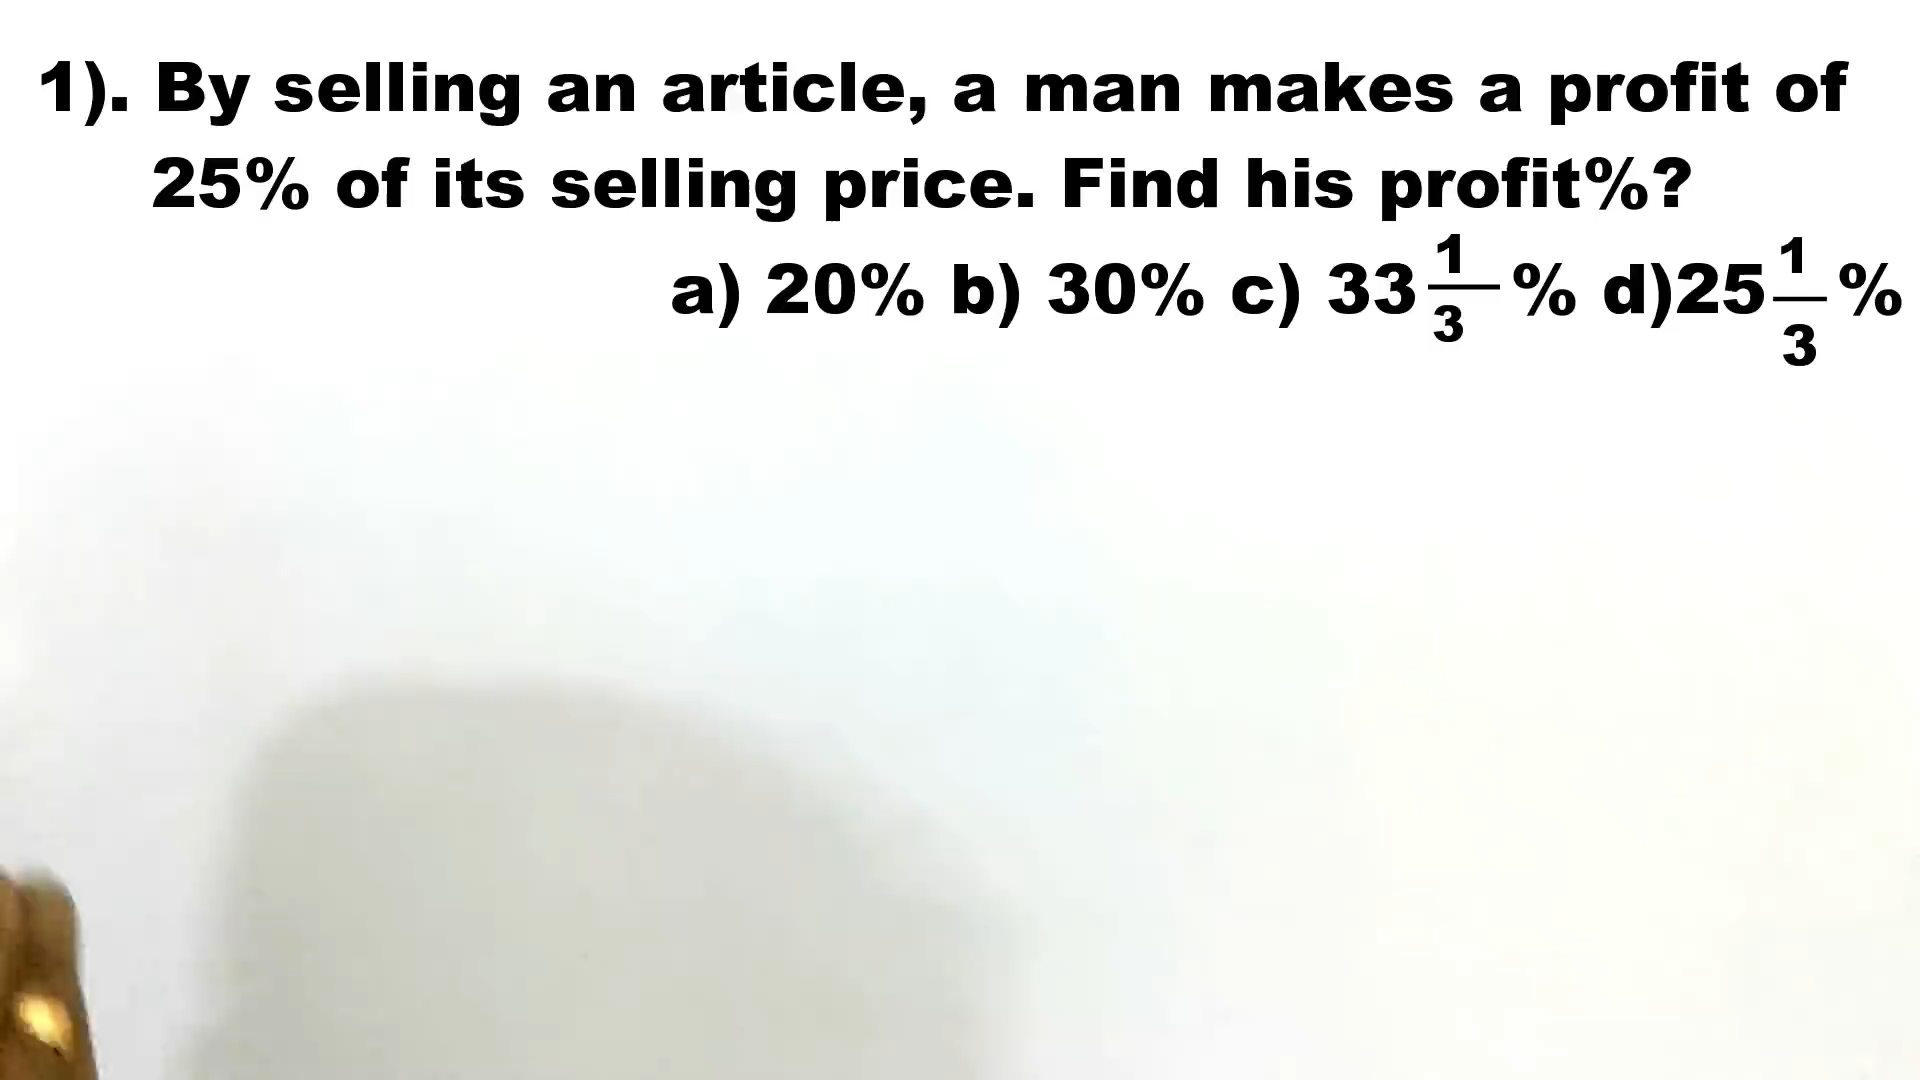 1). By selling an article, a man makes a profit of
25% of its selling price. Find his profit%?
a) 20% b) 30% c) 33 1/3 % d)25 1/3 %